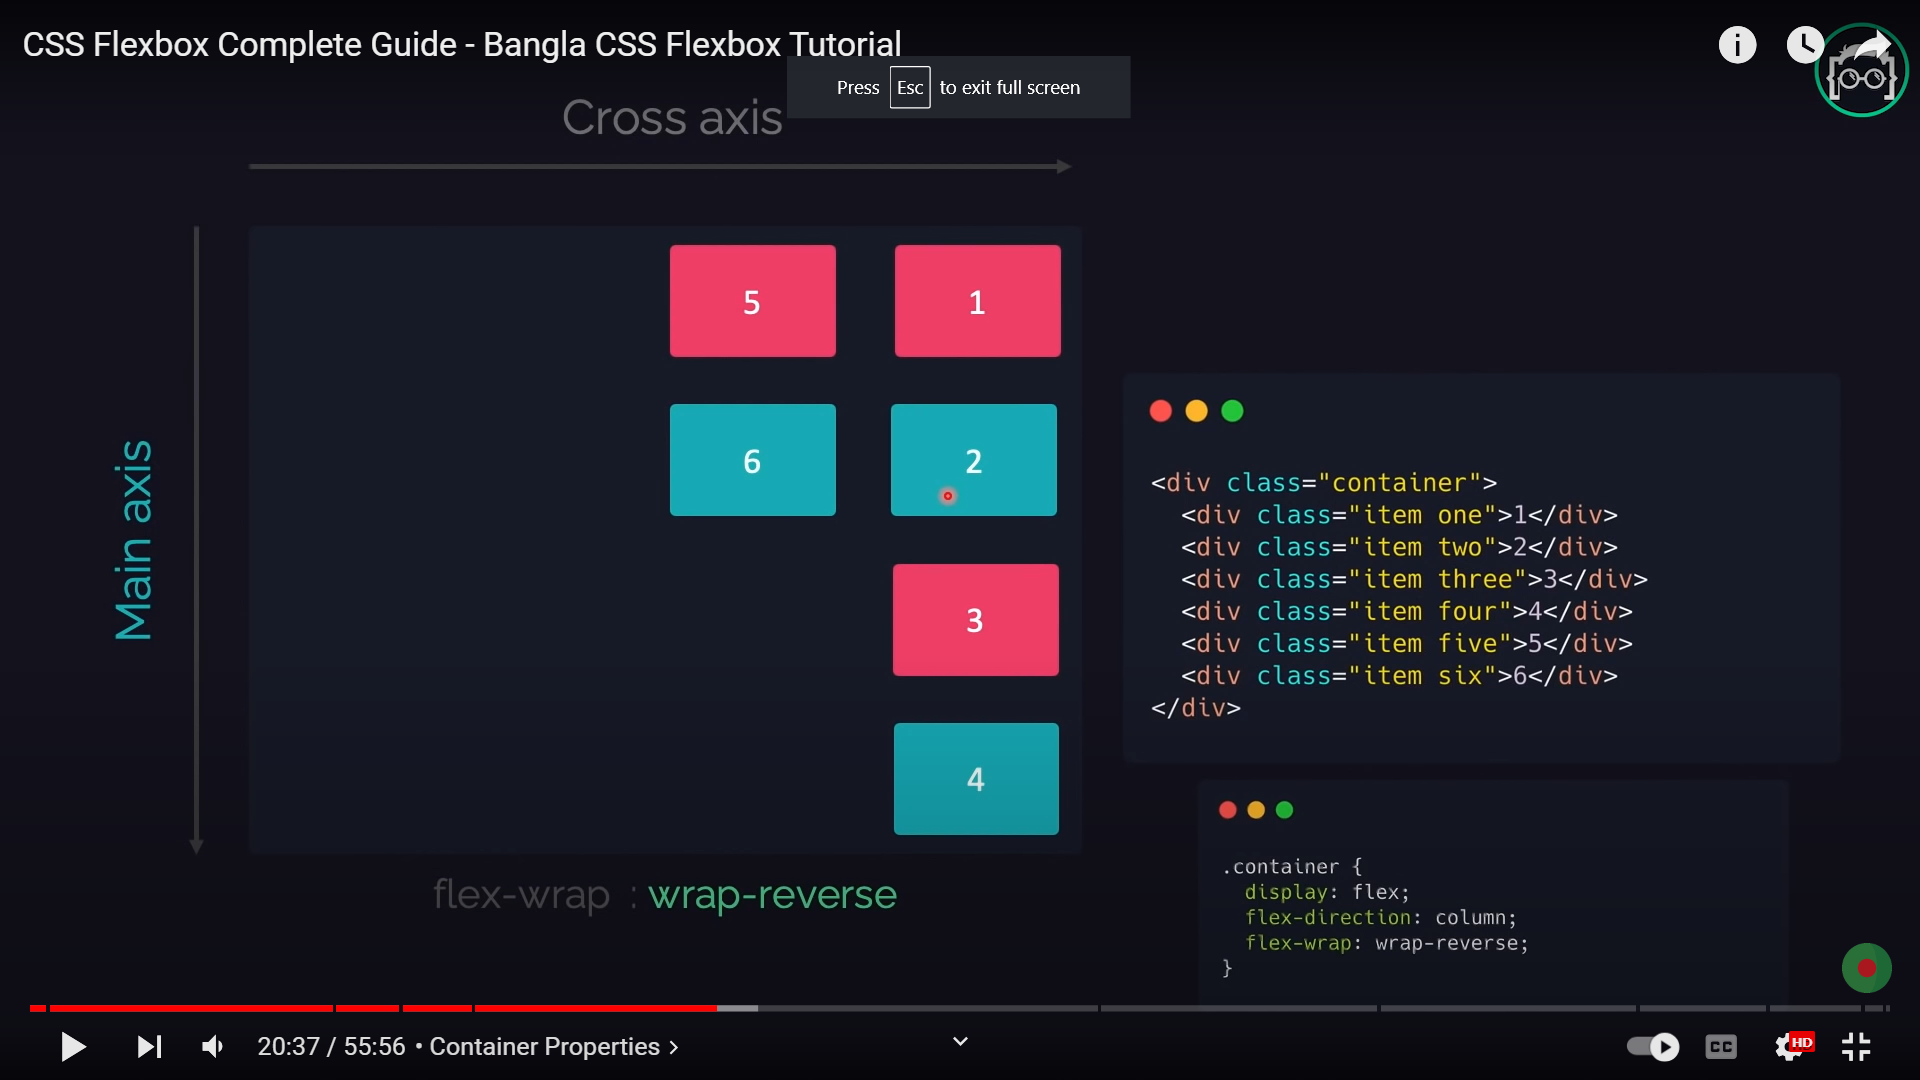 CSS Flexbox Complete Guide - Bangla CSS Flexbox Tutorial
Press Esc to exit full screen
Cross axis
Main axis
5 1
6 2
3
4
flex-wrap : wrap-reverse
<div class="container">
  <div class="item one">1</div>
  <div class="item two">2</div>
  <div class="item three">3</div>
  <div class="item four">4</div>
  <div class="item five">5</div>
  <div class="item six">6</div>
</div>
.container {
  display: flex;
  flex-direction: column;
  flex-wrap: wrap-reverse;
}
20:37 / 55:56 • Container Properties
CC
HD